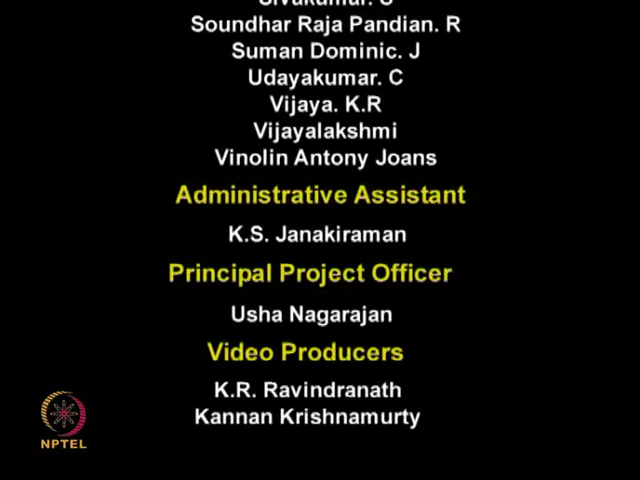 Sivakumar. S
Soundhar Raja Pandian. R
Suman Dominic. J
Udayakumar. C
Vijaya. K.R
Vijayalakshmi
Vinolin Antony Joans
Administrative Assistant
K.S. Janakiraman
Principal Project Officer
Usha Nagarajan
Video Producers
K.R. Ravindranath
Kannan Krishnamurty
NPTEL